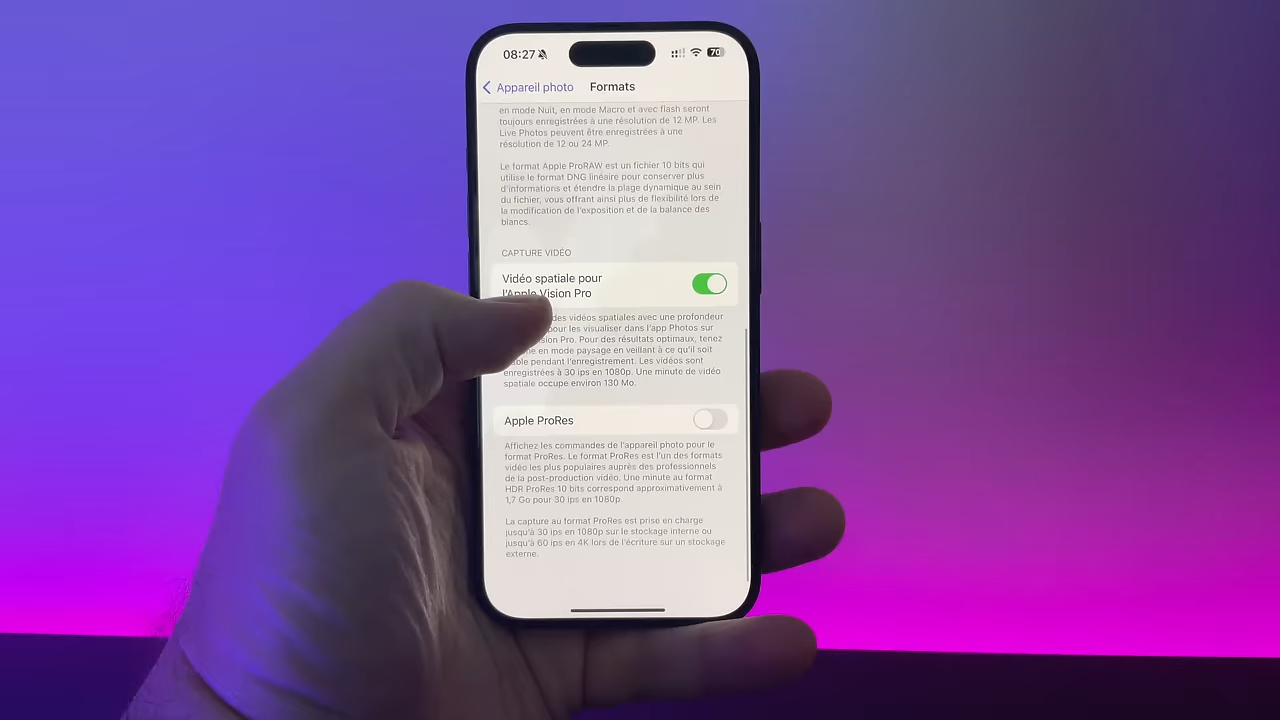 08:27
70
Appareil photo
Formats
en mode Nuit, en mode Macro et avec flash seront
toujours enregistrées à une résolution de 12 MP. Les
Live Photos peuvent être enregistrées à une
résolution de 12 ou 24 MP.
Le format Apple ProRAW est un fichier 10 bits qui
utilise le format DNG linéaire pour conserver plus
d'informations et étendre la plage dynamique au sein
du fichier, vous offrant ainsi plus de flexibilité lors de
la modification de l'exposition et de la balance des
blancs.
CAPTURE VIDÉO
Vidéo spatiale pour
l'Apple Vision Pro
des vidéos spatiales avec une profondeur
pour les visualiser dans l'app Photos sur
Pro. Pour des résultats optimaux, tenez
en mode paysage en veillant à ce qu'il soit
pendant l'enregistrement. Les vidéos sont
enregistrées à 30 ips en 1080p. Une minute de vidéo
spatiale occupe environ 130 Mo.
Apple ProRes
Affichez les commandes de l'appareil photo pour le
format ProRes. Le format ProRes est l'un des formats
vidéo les plus populaires auprès des professionnels
de la post-production vidéo. Une minute au format
HDR ProRes 10 bits correspond approximativement à
1,7 Go pour 30 ips en 1080p.
La capture au format ProRes est prise en charge
jusqu'à 30 ips en 1080p sur le stockage interne ou
jusqu'à 60 ips en 4K lors de l'écriture sur un stockage
externe.